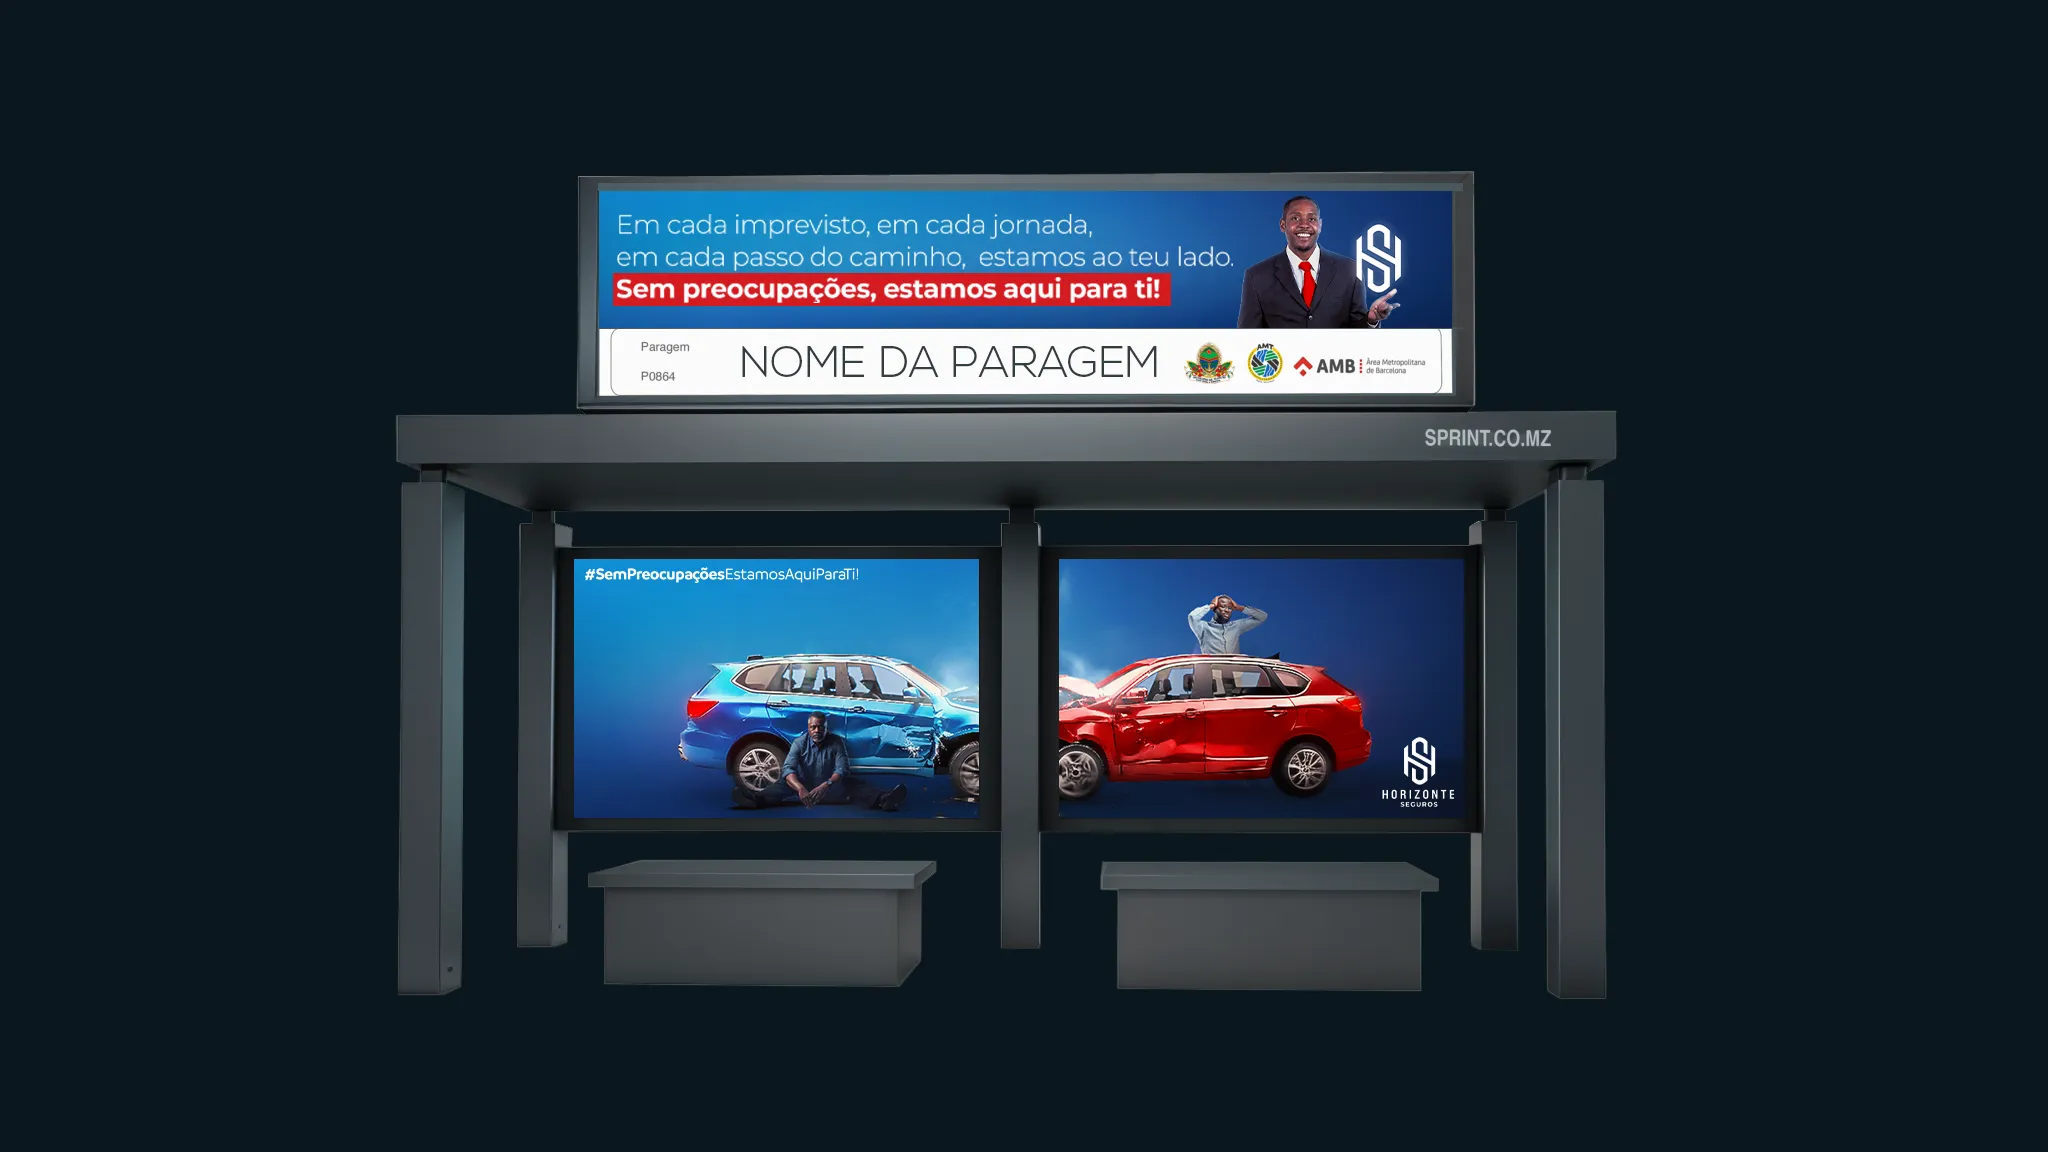 Em cada imprevisto, em cada jornada,
em cada passo do caminho, estamos ao teu lado.
Sem preocupações, estamos aqui para ti!
Paragem
P0864
NOME DA PARAGEM
AMT
AMB
Àrea Metropolitana
de Barcelona
SPRINT.CO.MZ
#SemPreocupaçõesEstamosAquiParaTi!
HORIZONTE
SEGUROS